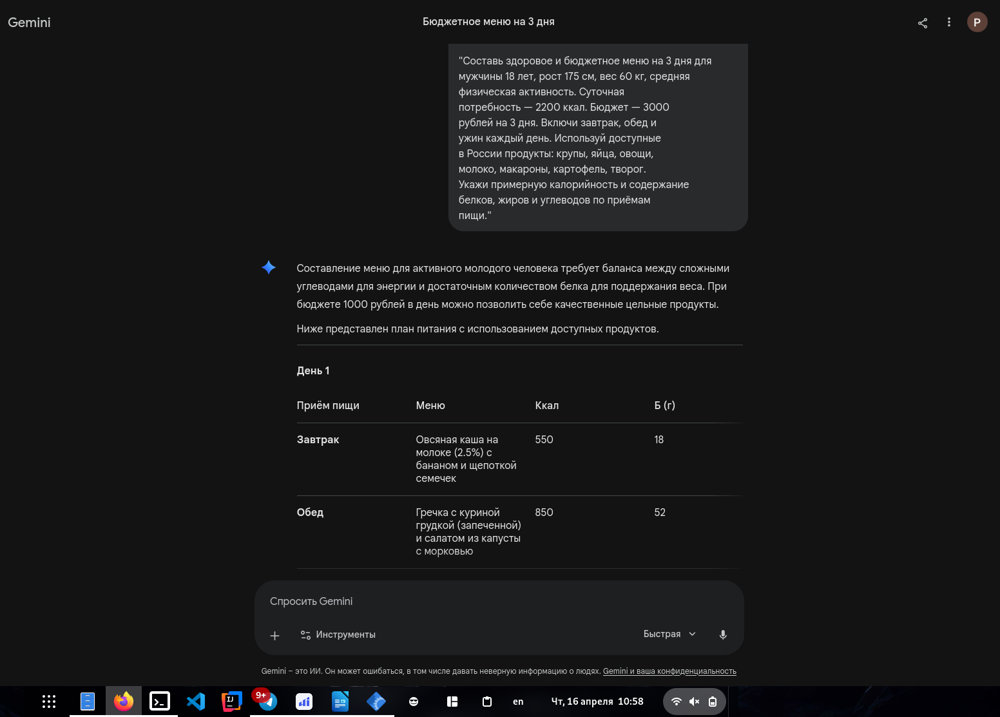 Gemini
Бюджетное меню на 3 дня
P
"Составь здоровое и бюджетное меню на 3 дня для
мужчины 18 лет, рост 175 см, вес 60 кг, средняя
физическая активность. Суточная
потребность — 2200 ккал. Бюджет — 3000
рублей на 3 дня. Включи завтрак, обед и
ужин каждый день. Используй доступные
в России продукты: крупы, яйца, овощи,
молоко, макароны, картофель, творог.
Укажи примерную калорийность и содержание
белков, жиров и углеводов по приёмам
пищи."
Составление меню для активного молодого человека требует баланса между сложными
углеводами для энергии и достаточным количеством белка для поддержания веса. При
бюджете 1000 рублей в день можно позволить себе качественные цельные продукты.
Ниже представлен план питания с использованием доступных продуктов.
День 1
Приём пищи Меню Ккал Б (г)
Завтрак Овсяная каша на 550 18
молоке (2.5%) с
бананом и щепоткой
семечек
Обед Гречка с куриной 850 52
грудкой (запеченной)
и салатом из капусты
с морковью
Спросить Gemini
Инструменты
Быстрая
Gemini – это ИИ. Он может ошибаться, в том числе давать неверную информацию о людях. Gemini и ваша конфиденциальность
IJ
9+
en
Чт, 16 апреля 10:58